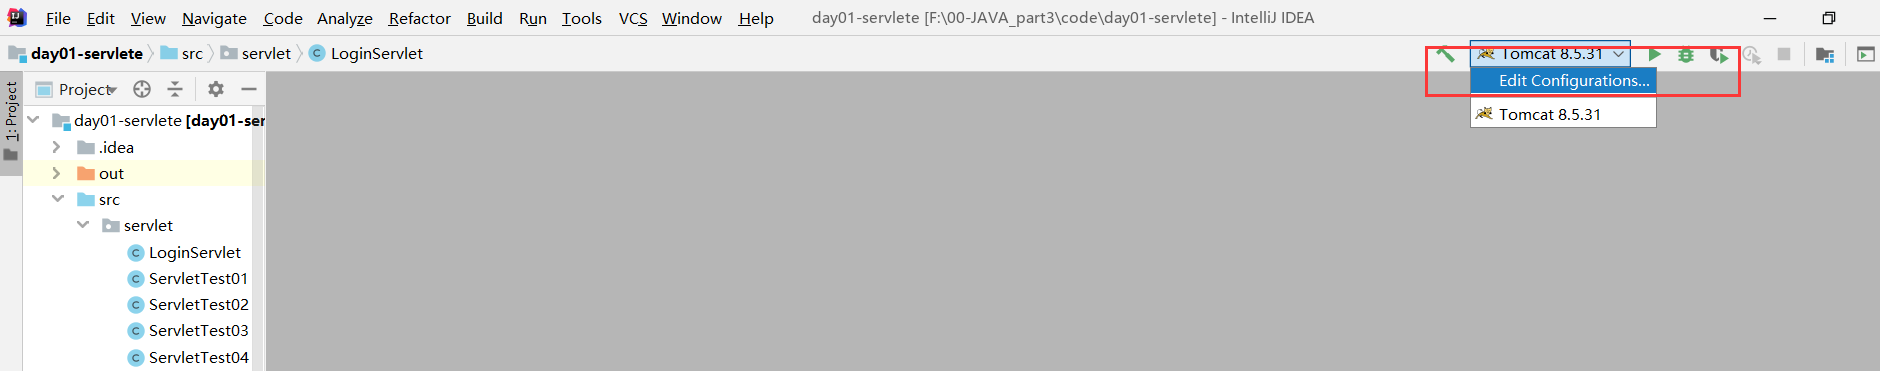 File Edit View Navigate Code Analyze Refactor Build Run Tools VCS Window Help day01-servlete [F:\00-JAVA_part3\code\day01-servlete] - IntelliJ IDEA
day01-servlete src servlet LoginServlet Tomcat 8.5.31
Edit Configurations...
Tomcat 8.5.31
1: Project
Project
day01-servlete [day01-ser
.idea
out
src
servlet
LoginServlet
ServletTest01
ServletTest02
ServletTest03
ServletTest04